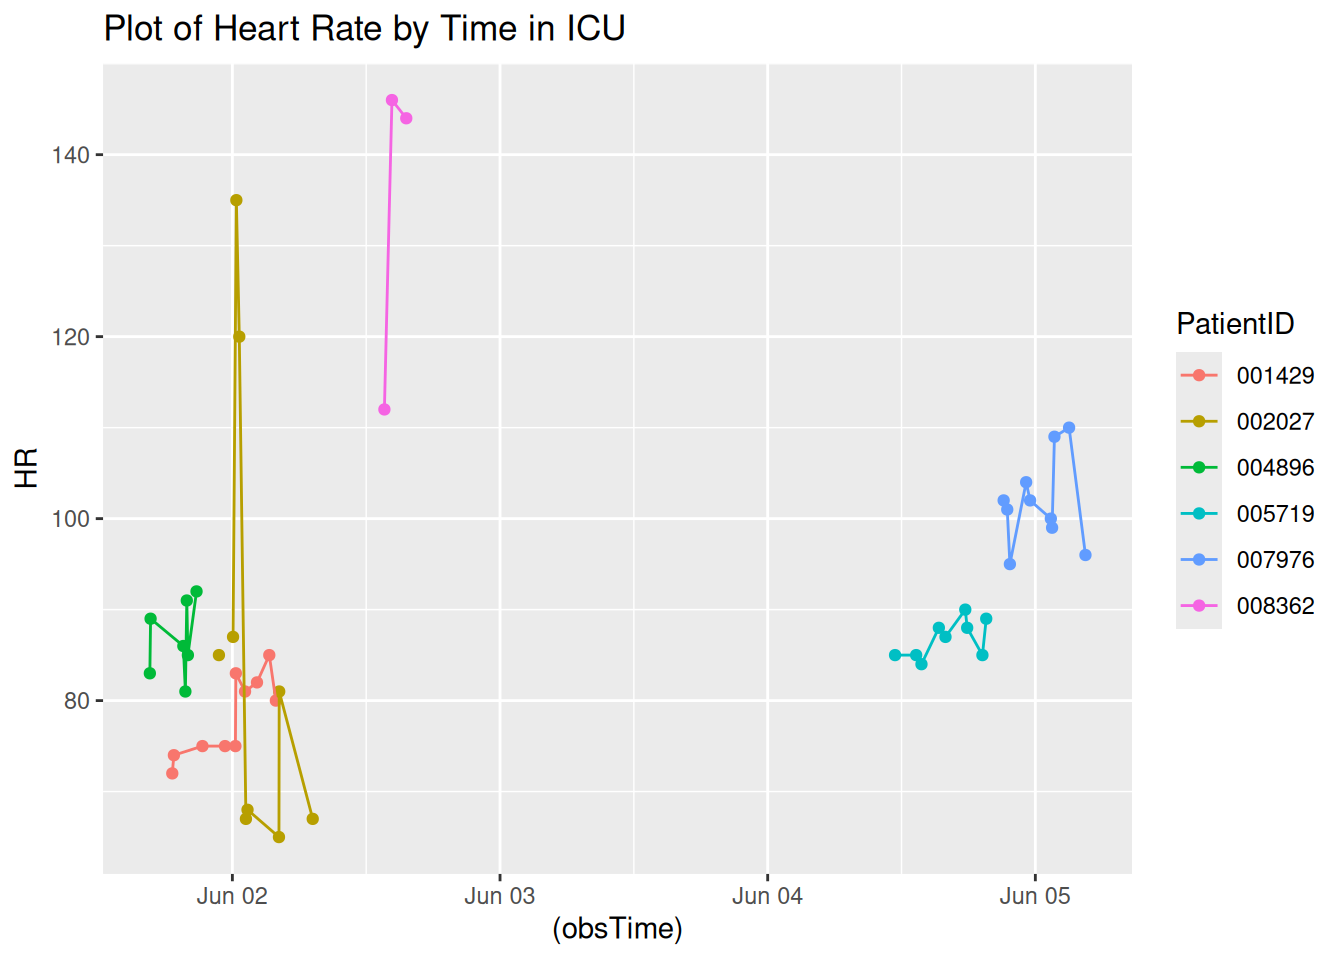 Plot of Heart Rate by Time in ICU
140
120
100
80
HR
Jun 02
Jun 03
Jun 04
Jun 05
(obsTime)
PatientID
001429
002027
004896
005719
007976
008362